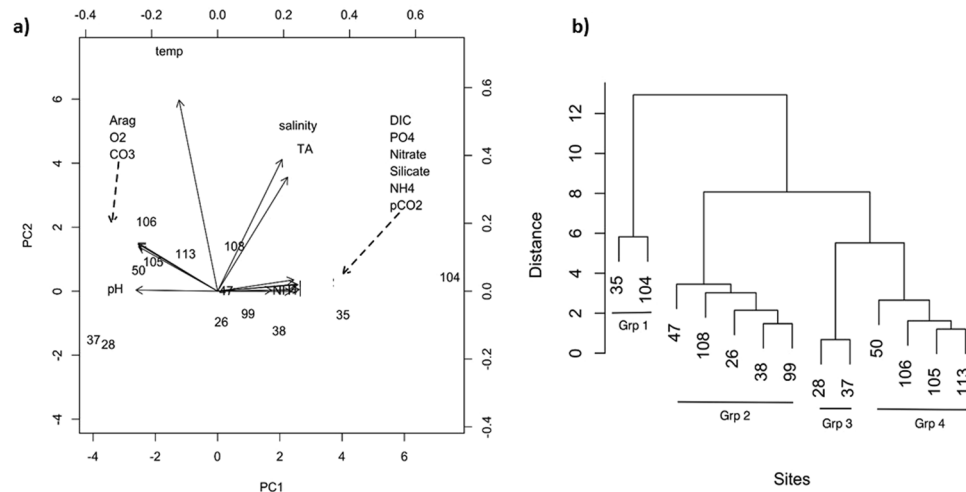 a)
-0.4 -0.2 0.0 0.2 0.4 0.6
temp
Arag
O2
CO3
salinity
TA
DIC
PO4
Nitrate
Silicate
NH4
pCO2
106
108
113
105
50
104
pH
47
NH4
26
99
38
35
37
28
6
4
2
0
-2
-4
PC2
0.6
0.4
0.2
0.0
-0.2
-0.4
-4 -2 0 2 4 6
PC1
b)
12
10
8
6
4
2
0
Distance
35
104
Grp 1
47
108
26
38
99
28
37
50
106
105
113
Grp 2
Grp 3
Grp 4
Sites